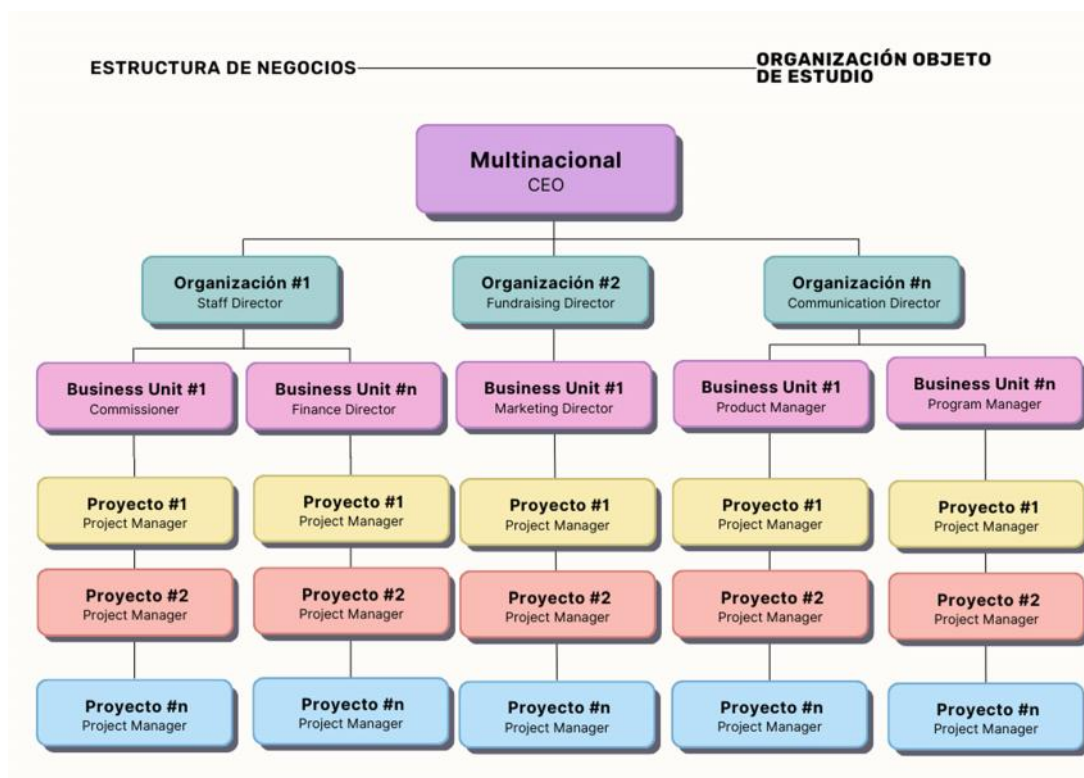 ESTRUCTURA DE NEGOCIOS
ORGANIZACIÓN OBJETO
DE ESTUDIO
Multinacional
CEO
Organización #1
Staff Director
Organización #2
Fundraising Director
Organización #n
Communication Director
Business Unit #1
Commissioner
Business Unit #n
Finance Director
Business Unit #1
Marketing Director
Business Unit #1
Product Manager
Business Unit #n
Program Manager
Proyecto #1
Project Manager
Proyecto #1
Project Manager
Proyecto #1
Project Manager
Proyecto #1
Project Manager
Proyecto #1
Project Manager
Proyecto #2
Project Manager
Proyecto #2
Project Manager
Proyecto #2
Project Manager
Proyecto #2
Project Manager
Proyecto #2
Project Manager
Proyecto #n
Project Manager
Proyecto #n
Project Manager
Proyecto #n
Project Manager
Proyecto #n
Project Manager
Proyecto #n
Project Manager